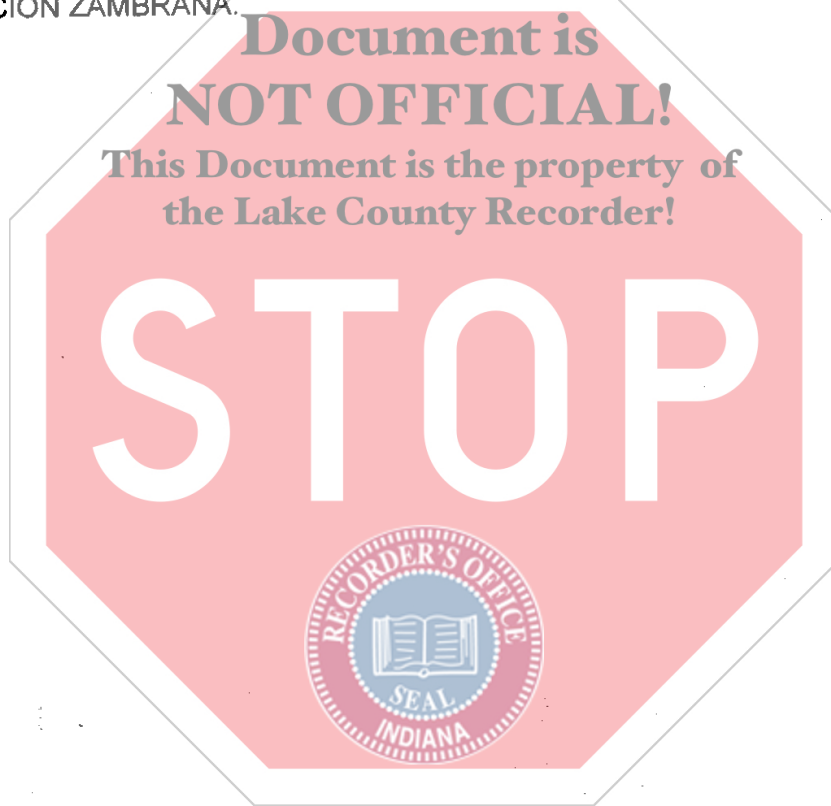 CION ZAMBRANA.
Document is
NOT OFFICIAL!
This Document is the property of
the Lake County Recorder!
STOP
RECORDER'S OFFICE
SEAL
INDIANA